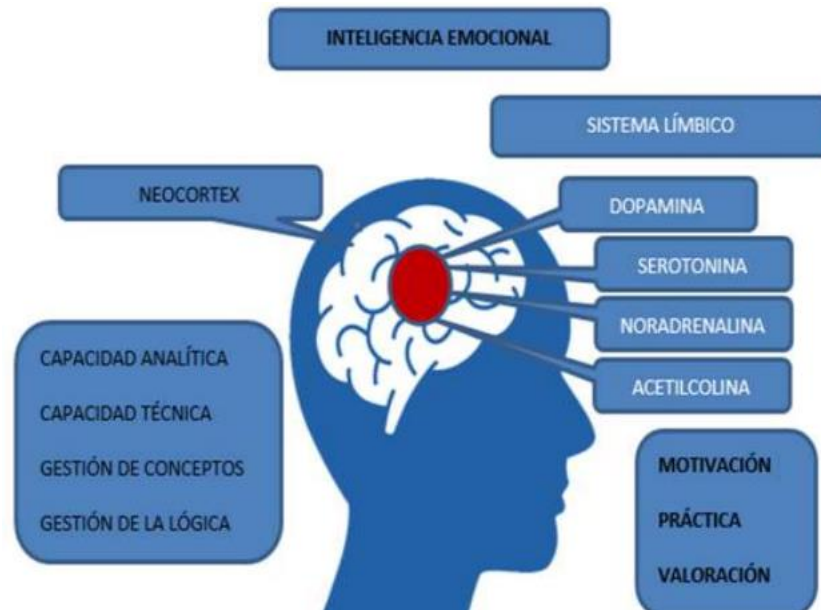 INTELIGENCIA EMOCIONAL
SISTEMA LÍMBICO
NEOCORTEX
DOPAMINA
SEROTONINA
NORADRENALINA
ACETILCOLINA
CAPACIDAD ANALÍTICA
CAPACIDAD TÉCNICA
GESTIÓN DE CONCEPTOS
GESTIÓN DE LA LÓGICA
MOTIVACIÓN
PRÁCTICA
VALORACIÓN